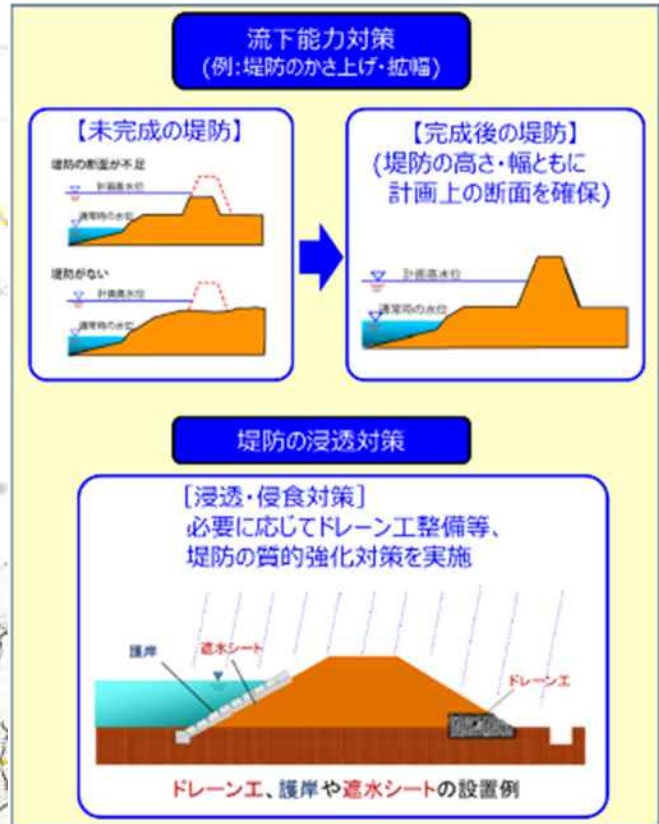 流下能力対策
(例:堤防のかさ上げ・拡幅)
【未完成の堤防】
堤防の断面が不足
計画高水位
通常時の水位
堤防がない
計画高水位
通常時の水位
【完成後の堤防】
(堤防の高さ・幅ともに
計画上の断面を確保)
計画高水位
通常時の水位
堤防の浸透対策
[浸透・侵食対策]
必要に応じてドレーン工整備等、
堤防の質的強化対策を実施
護岸
遮水シート
ドレーン工
ドレーン工、護岸や遮水シートの設置例